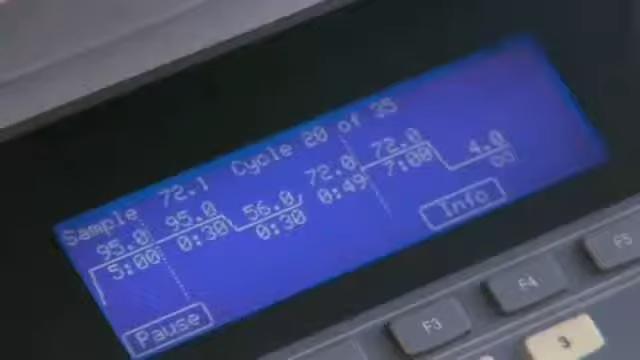 Sample 72.1 Cycle 20 of 35
95.0 95.0 56.0 72.0 72.0 4.0
5:00 0:30 0:30 0:49 7:00 ∞
Pause Info
F3 F4 F5
3